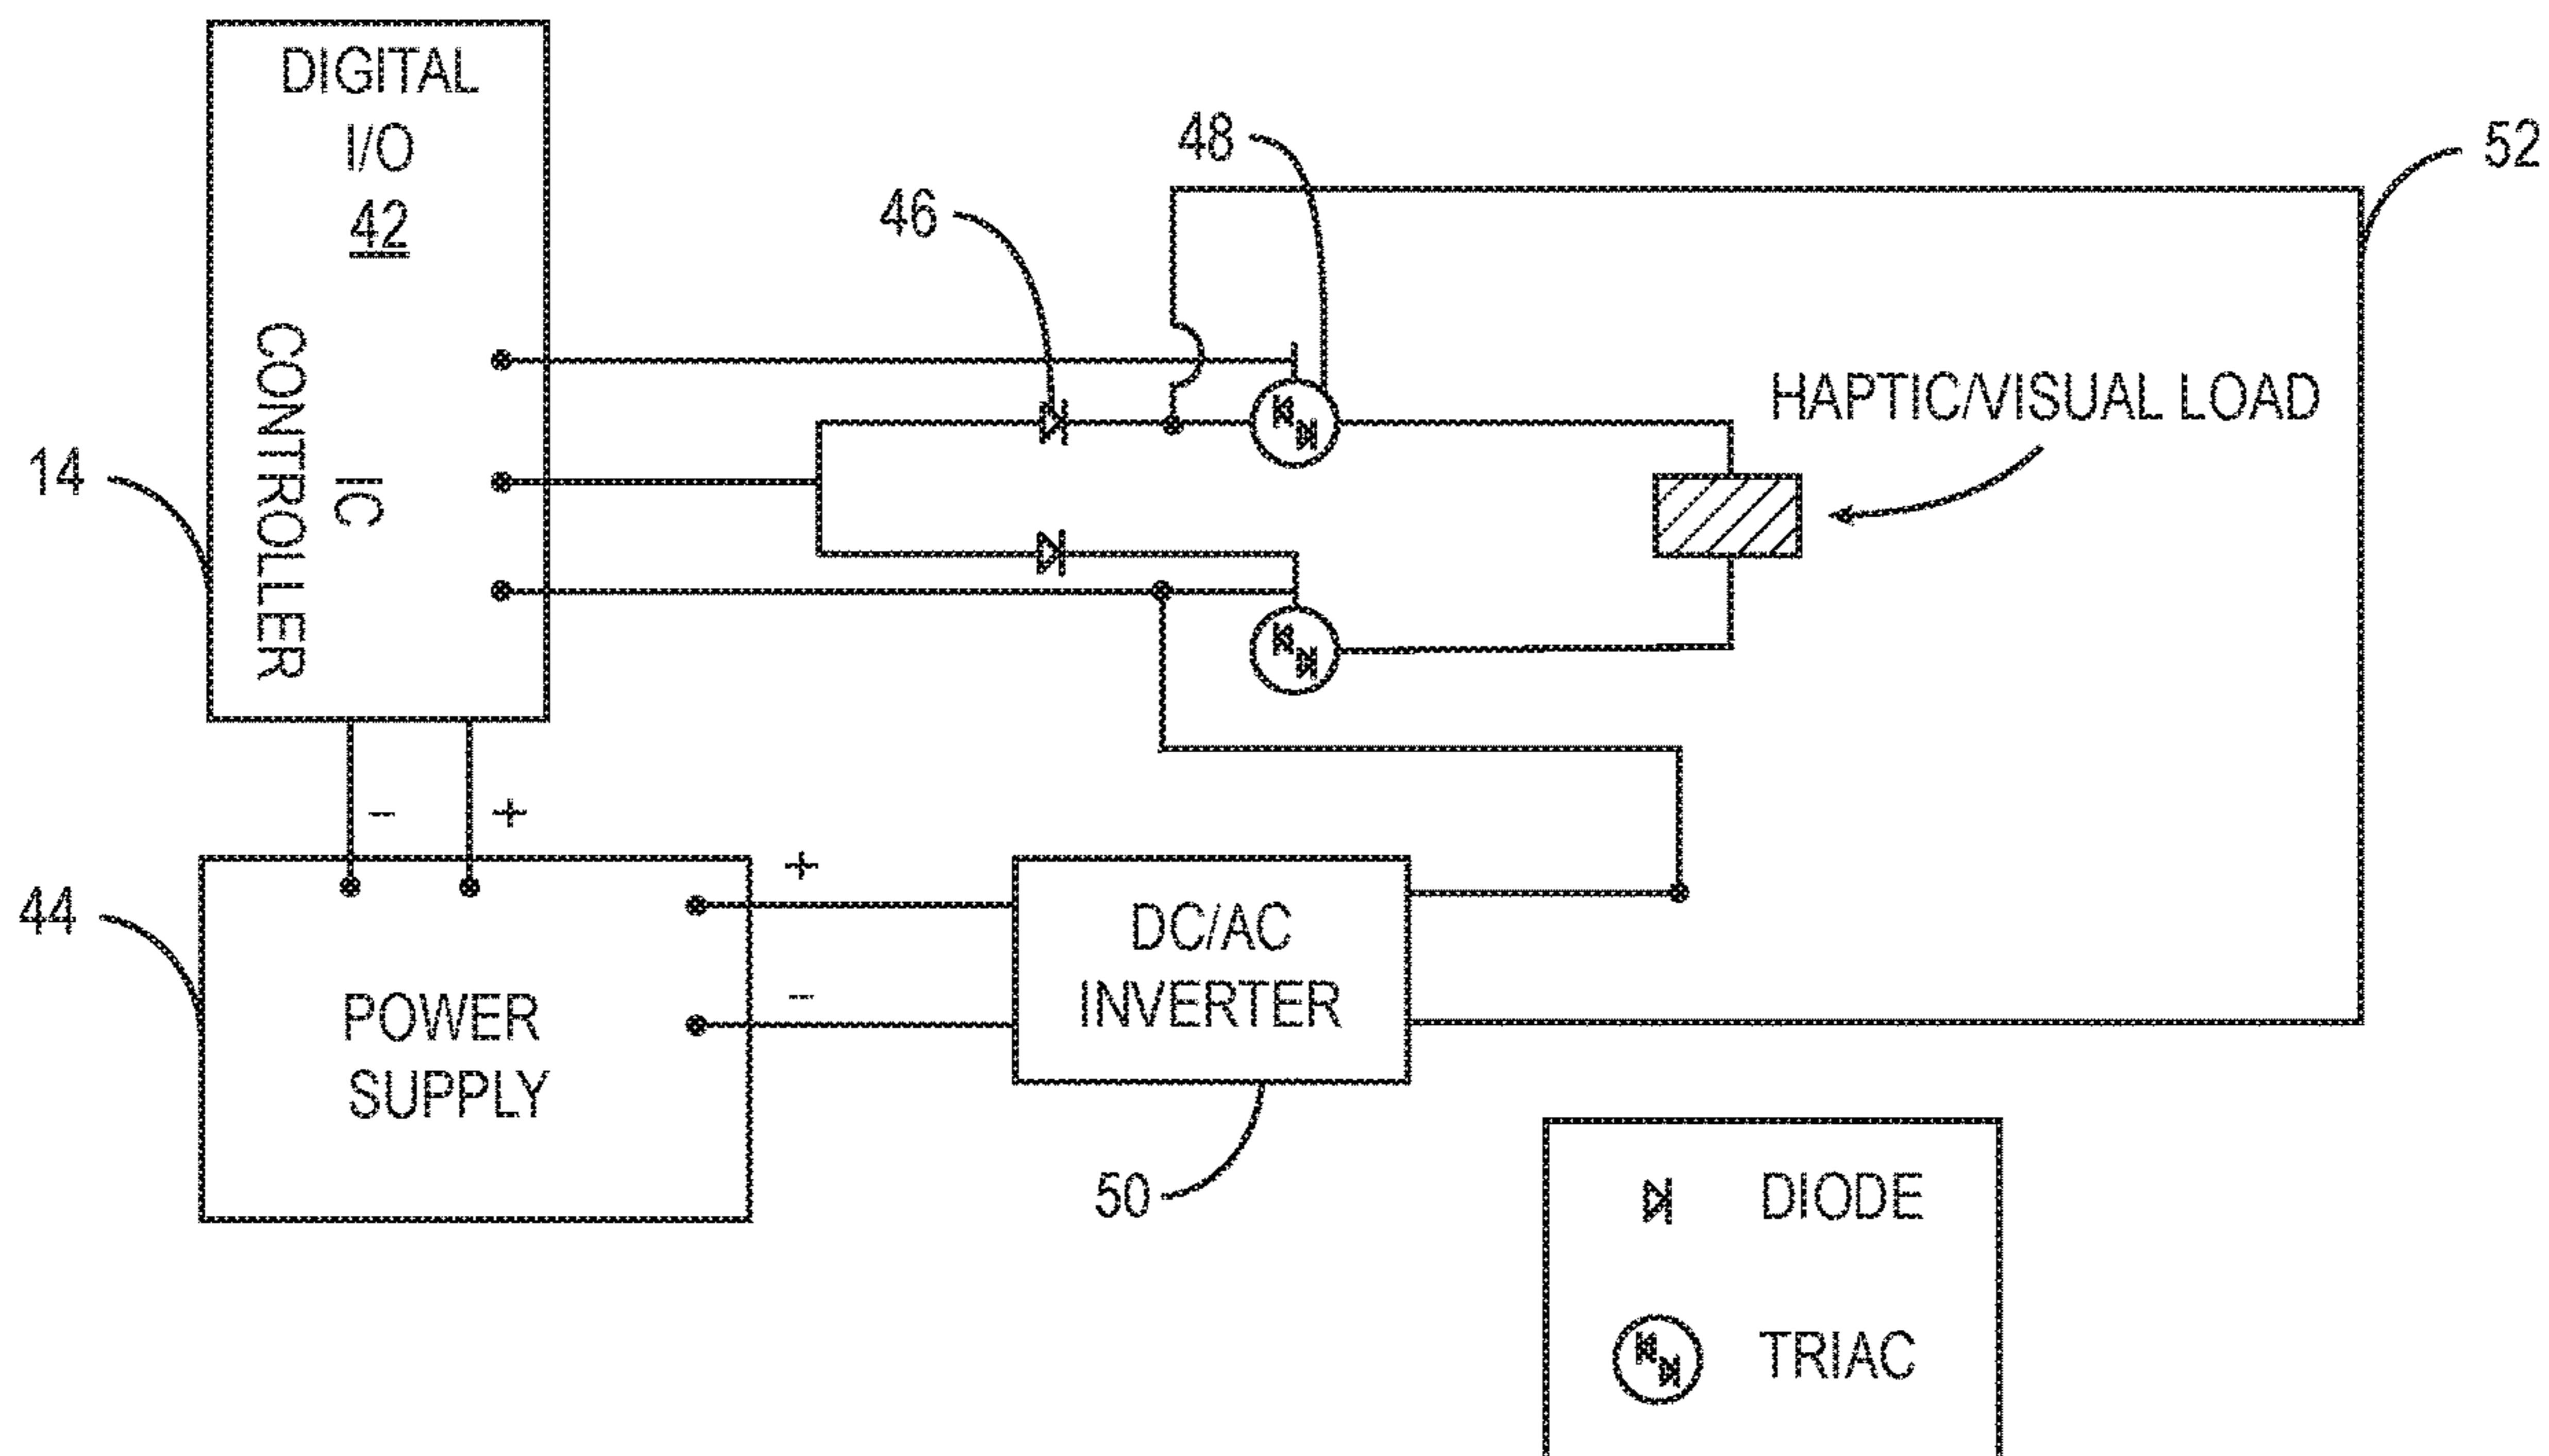 DIGITAL
I/O
42
IC
CONTROLLER
14
46
48
52
HAPTIC/VISUAL LOAD
-
+
44
POWER
SUPPLY
+
-
DC/AC
INVERTER
50
DIODE
TRIAC